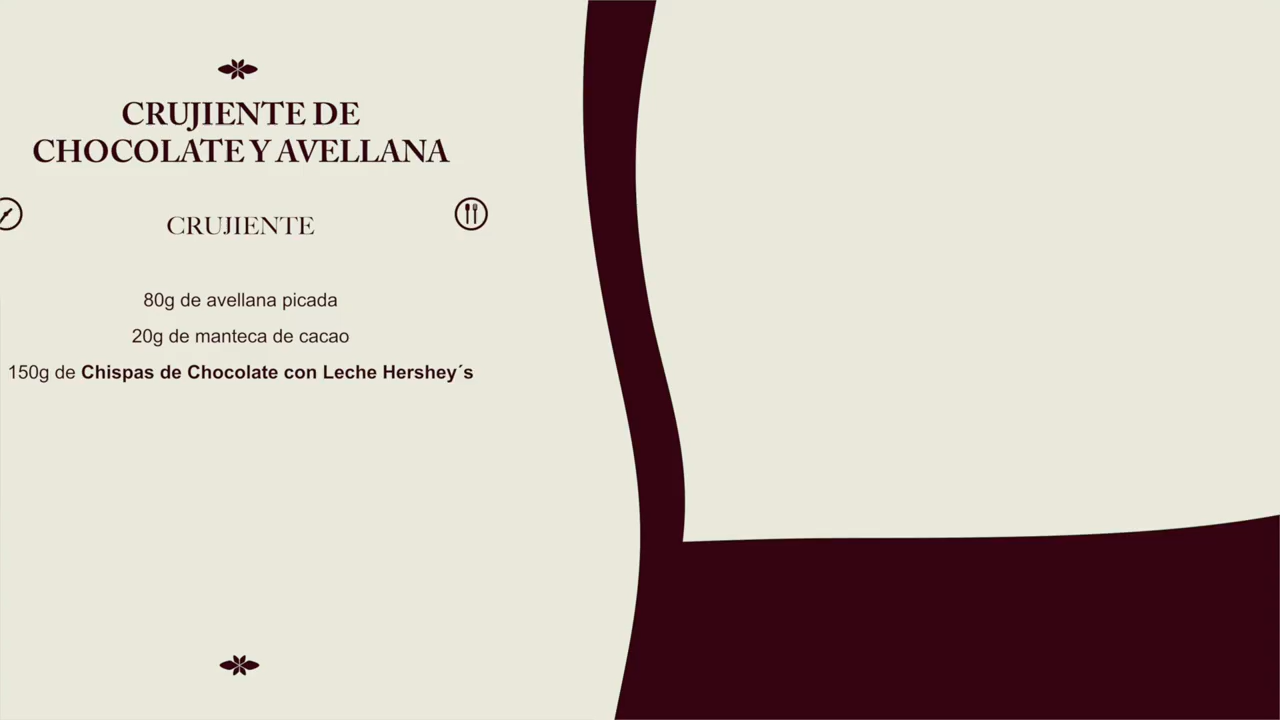 CRUJIENTE DE
CHOCOLATE Y AVELLANA
CRUJIENTE
80g de avellana picada
20g de manteca de cacao
150g de Chispas de Chocolate con Leche Hershey´s